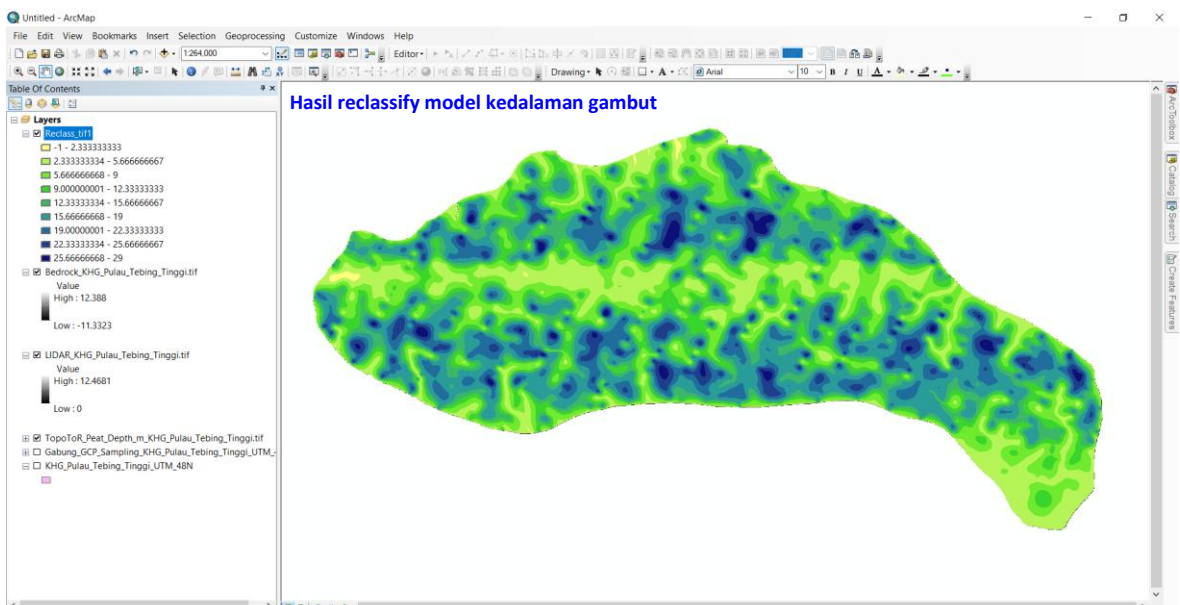 Untitled - ArcMap
File Edit View Bookmarks Insert Selection Geoprocessing Customize Windows Help
1:264,000
Editor
Drawing
Arial
10
B I U A
Table Of Contents
Layers
Reclass_tif1
-1 - 2.333333333
2.333333334 - 5.666666667
5.666666668 - 9
9.000000001 - 12.33333333
12.33333334 - 15.66666667
15.66666668 - 19
19.00000001 - 22.33333333
22.33333334 - 25.66666667
25.66666668 - 29
Bedrock_KHG_Pulau_Tebing_Tinggi.tif
Value
High : 12.388
Low : -11.3323
LIDAR_KHG_Pulau_Tebing_Tinggi.tif
Value
High : 12.4681
Low : 0
TopoToR_Peat_Depth_m_KHG_Pulau_Tebing_Tinggi.tif
Gabung_GCP_Sampling_KHG_Pulau_Tebing_Tinggi_UTM_
KHG_Pulau_Tebing_Tinggi_UTM_48N
Hasil reclassify model kedalaman gambut
ArcToolbox
Catalog
Search
Create Features